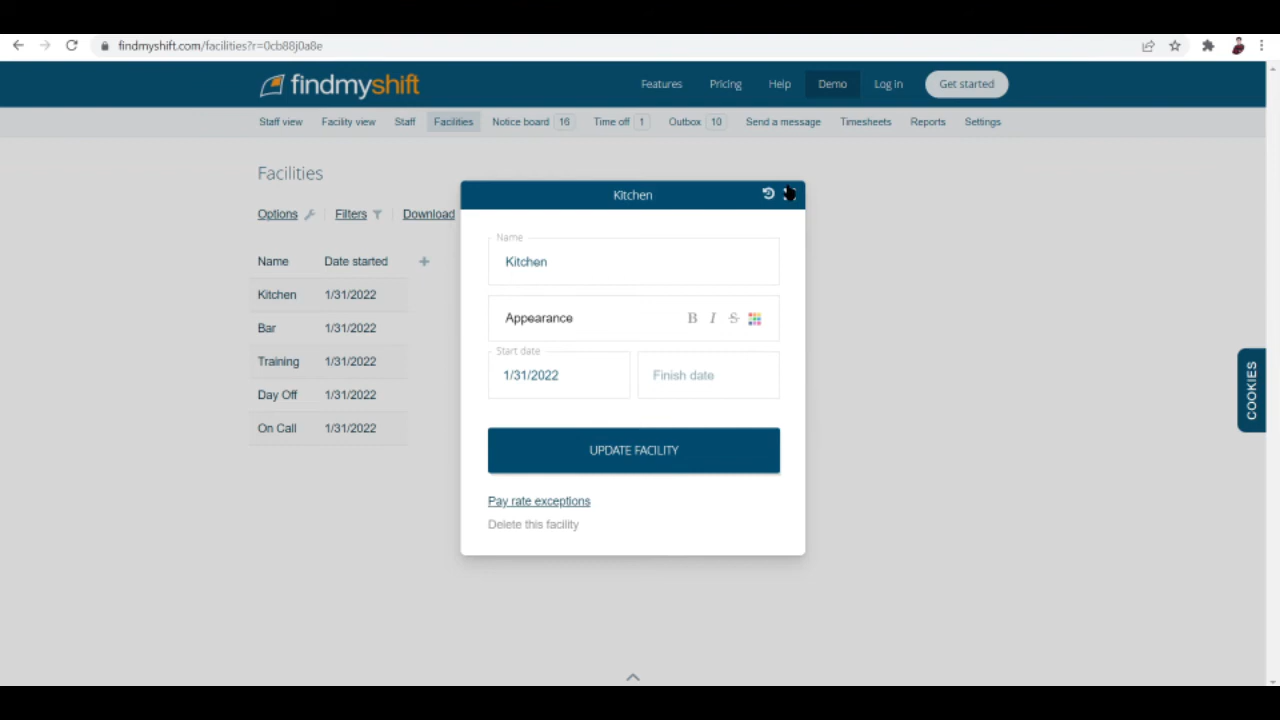 findmyshift.com/facilities?r=0cb88j0a8e
findmyshift
Features Pricing Help Demo Log in Get started
Staff view Facility view Staff Facilities Notice board 16 Time off 1 Outbox 10 Send a message Timesheets Reports Settings
Facilities
Options Filters Download
Name Date started +
Kitchen 1/31/2022
Bar 1/31/2022
Training 1/31/2022
Day Off 1/31/2022
On Call 1/31/2022
Kitchen
Name
Kitchen
Appearance B I S
Start date
1/31/2022 Finish date
UPDATE FACILITY
Pay rate exceptions
Delete this facility
COOKIES